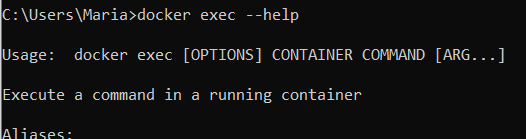 C:\Users\Maria>docker exec --help
Usage:  docker exec [OPTIONS] CONTAINER COMMAND [ARG...]
Execute a command in a running container
Aliases: